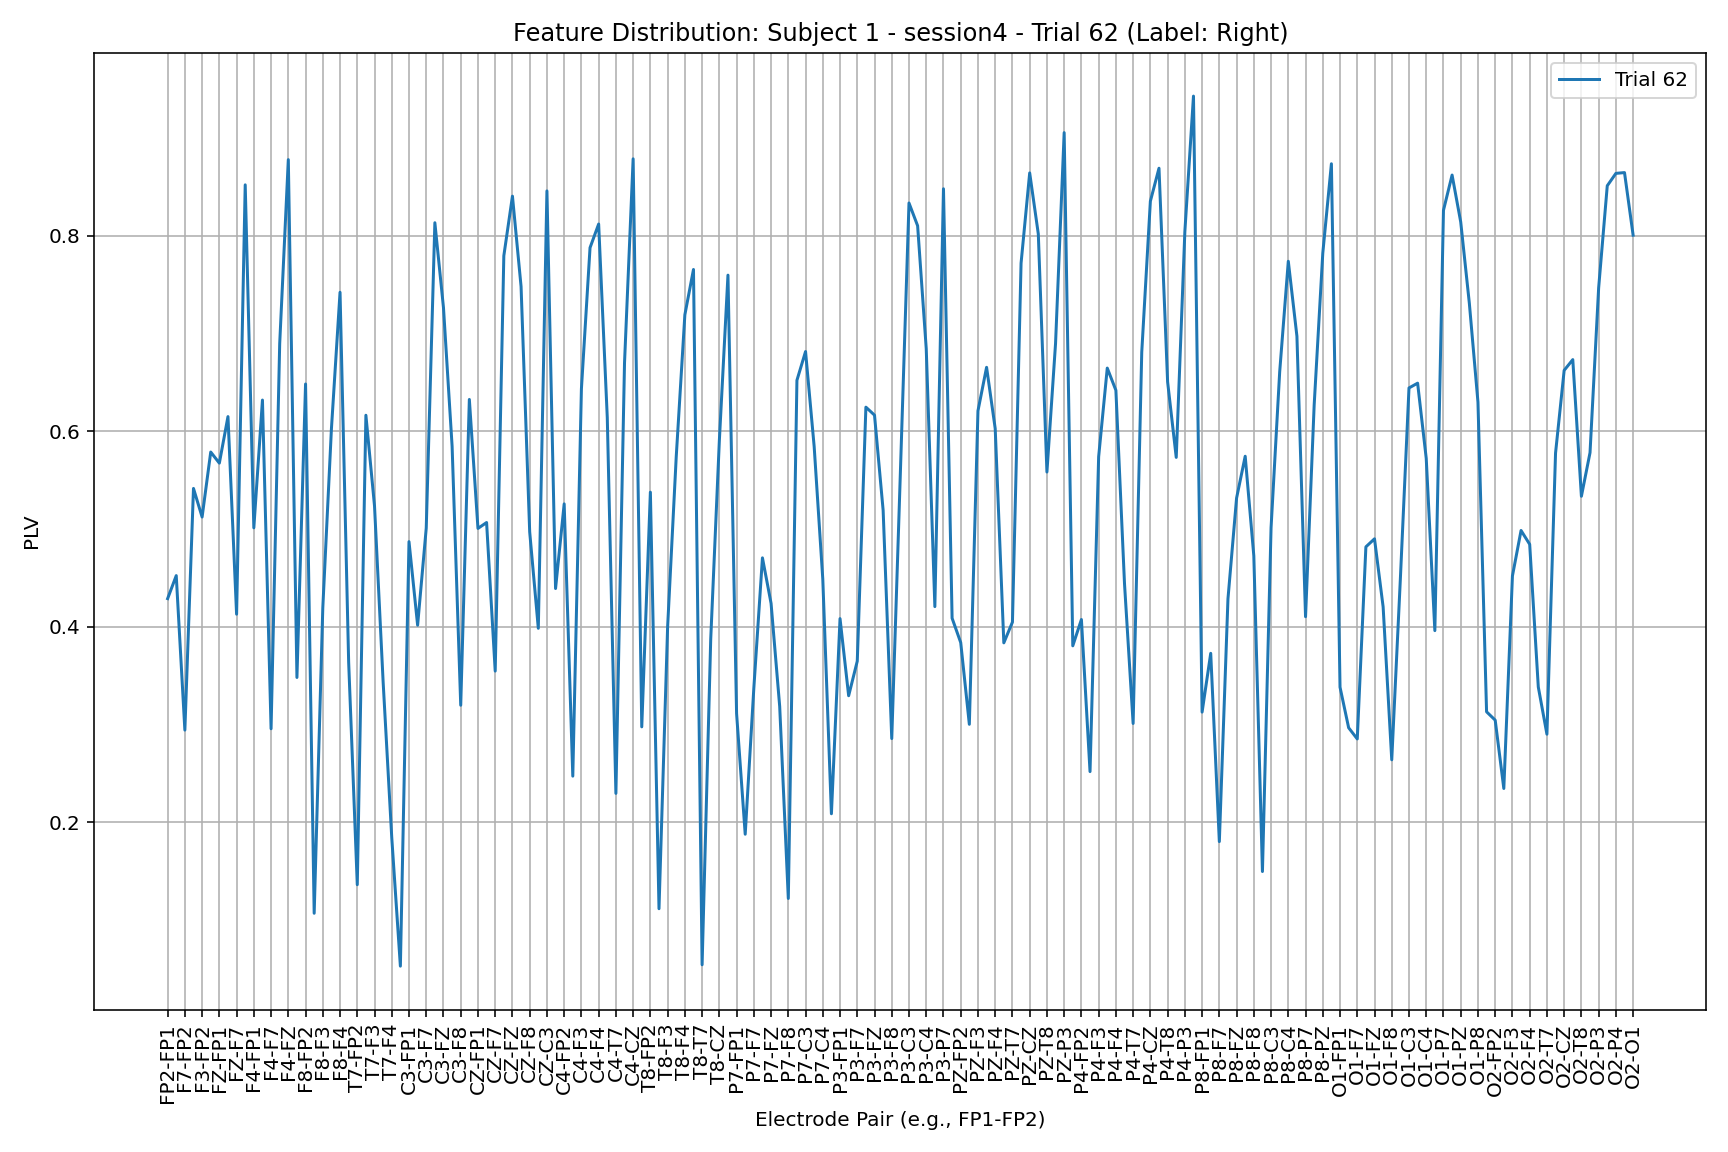 Feature Distribution: Subject 1 - session4 - Trial 62 (Label: Right)
Trial 62
PLV
0.8
0.6
0.4
0.2
FP2-FP1
F7-FP2
F3-FP2
FZ-FP1
FZ-F7
F4-FP1
F4-F7
F4-FZ
F8-FP2
F8-F3
F8-F4
T7-FP2
T7-F3
T7-F4
C3-FP1
C3-F7
C3-FZ
C3-F8
CZ-FP1
CZ-F7
CZ-FZ
CZ-F8
CZ-C3
C4-FP2
C4-F3
C4-F4
C4-T7
C4-CZ
T8-FP2
T8-F3
T8-F4
T8-T7
T8-CZ
P7-FP1
P7-F7
P7-FZ
P7-F8
P7-C3
P7-C4
P3-FP1
P3-F7
P3-FZ
P3-F8
P3-C3
P3-C4
P3-P7
PZ-FP2
PZ-F3
PZ-F4
PZ-T7
PZ-CZ
PZ-T8
PZ-P3
P4-FP2
P4-F3
P4-F4
P4-T7
P4-CZ
P4-T8
P4-P3
P8-FP1
P8-F7
P8-FZ
P8-F8
P8-C3
P8-C4
P8-P7
P8-PZ
O1-FP1
O1-F7
O1-FZ
O1-F8
O1-C3
O1-C4
O1-P7
O1-PZ
O1-P8
O2-FP2
O2-F3
O2-F4
O2-T7
O2-CZ
O2-T8
O2-P3
O2-P4
O2-O1
Electrode Pair (e.g., FP1-FP2)